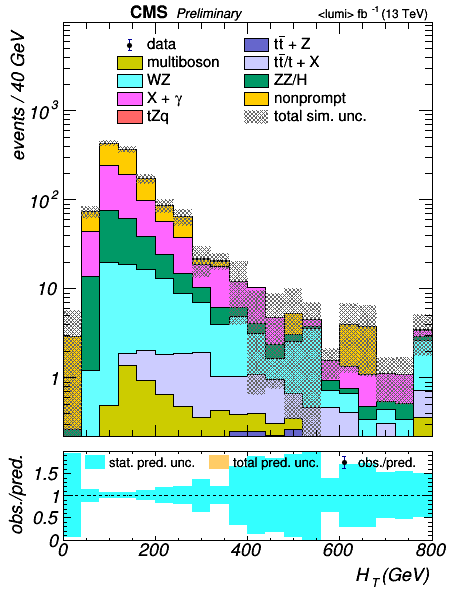 CMS Preliminary <lumi> fb⁻¹ (13 TeV)
events / 40 GeV
data
tt̄ + Z
multiboson
tt̄/t + X
WZ
ZZ/H
X + γ
nonprompt
tZq
total sim. unc.
10³
10²
10
1
obs./pred.
stat. pred. unc. total pred. unc. obs./pred.
1.5
1
0.5
0
0 200 400 600 800
H_T (GeV)